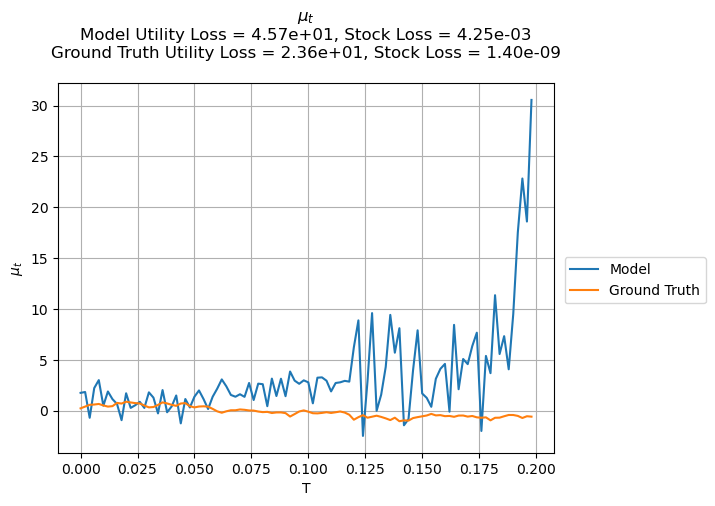 μt
Model Utility Loss = 4.57e+01, Stock Loss = 4.25e-03
Ground Truth Utility Loss = 2.36e+01, Stock Loss = 1.40e-09
30
25
20
15
10
5
0
μt
0.000 0.025 0.050 0.075 0.100 0.125 0.150 0.175 0.200
T
Model
Ground Truth